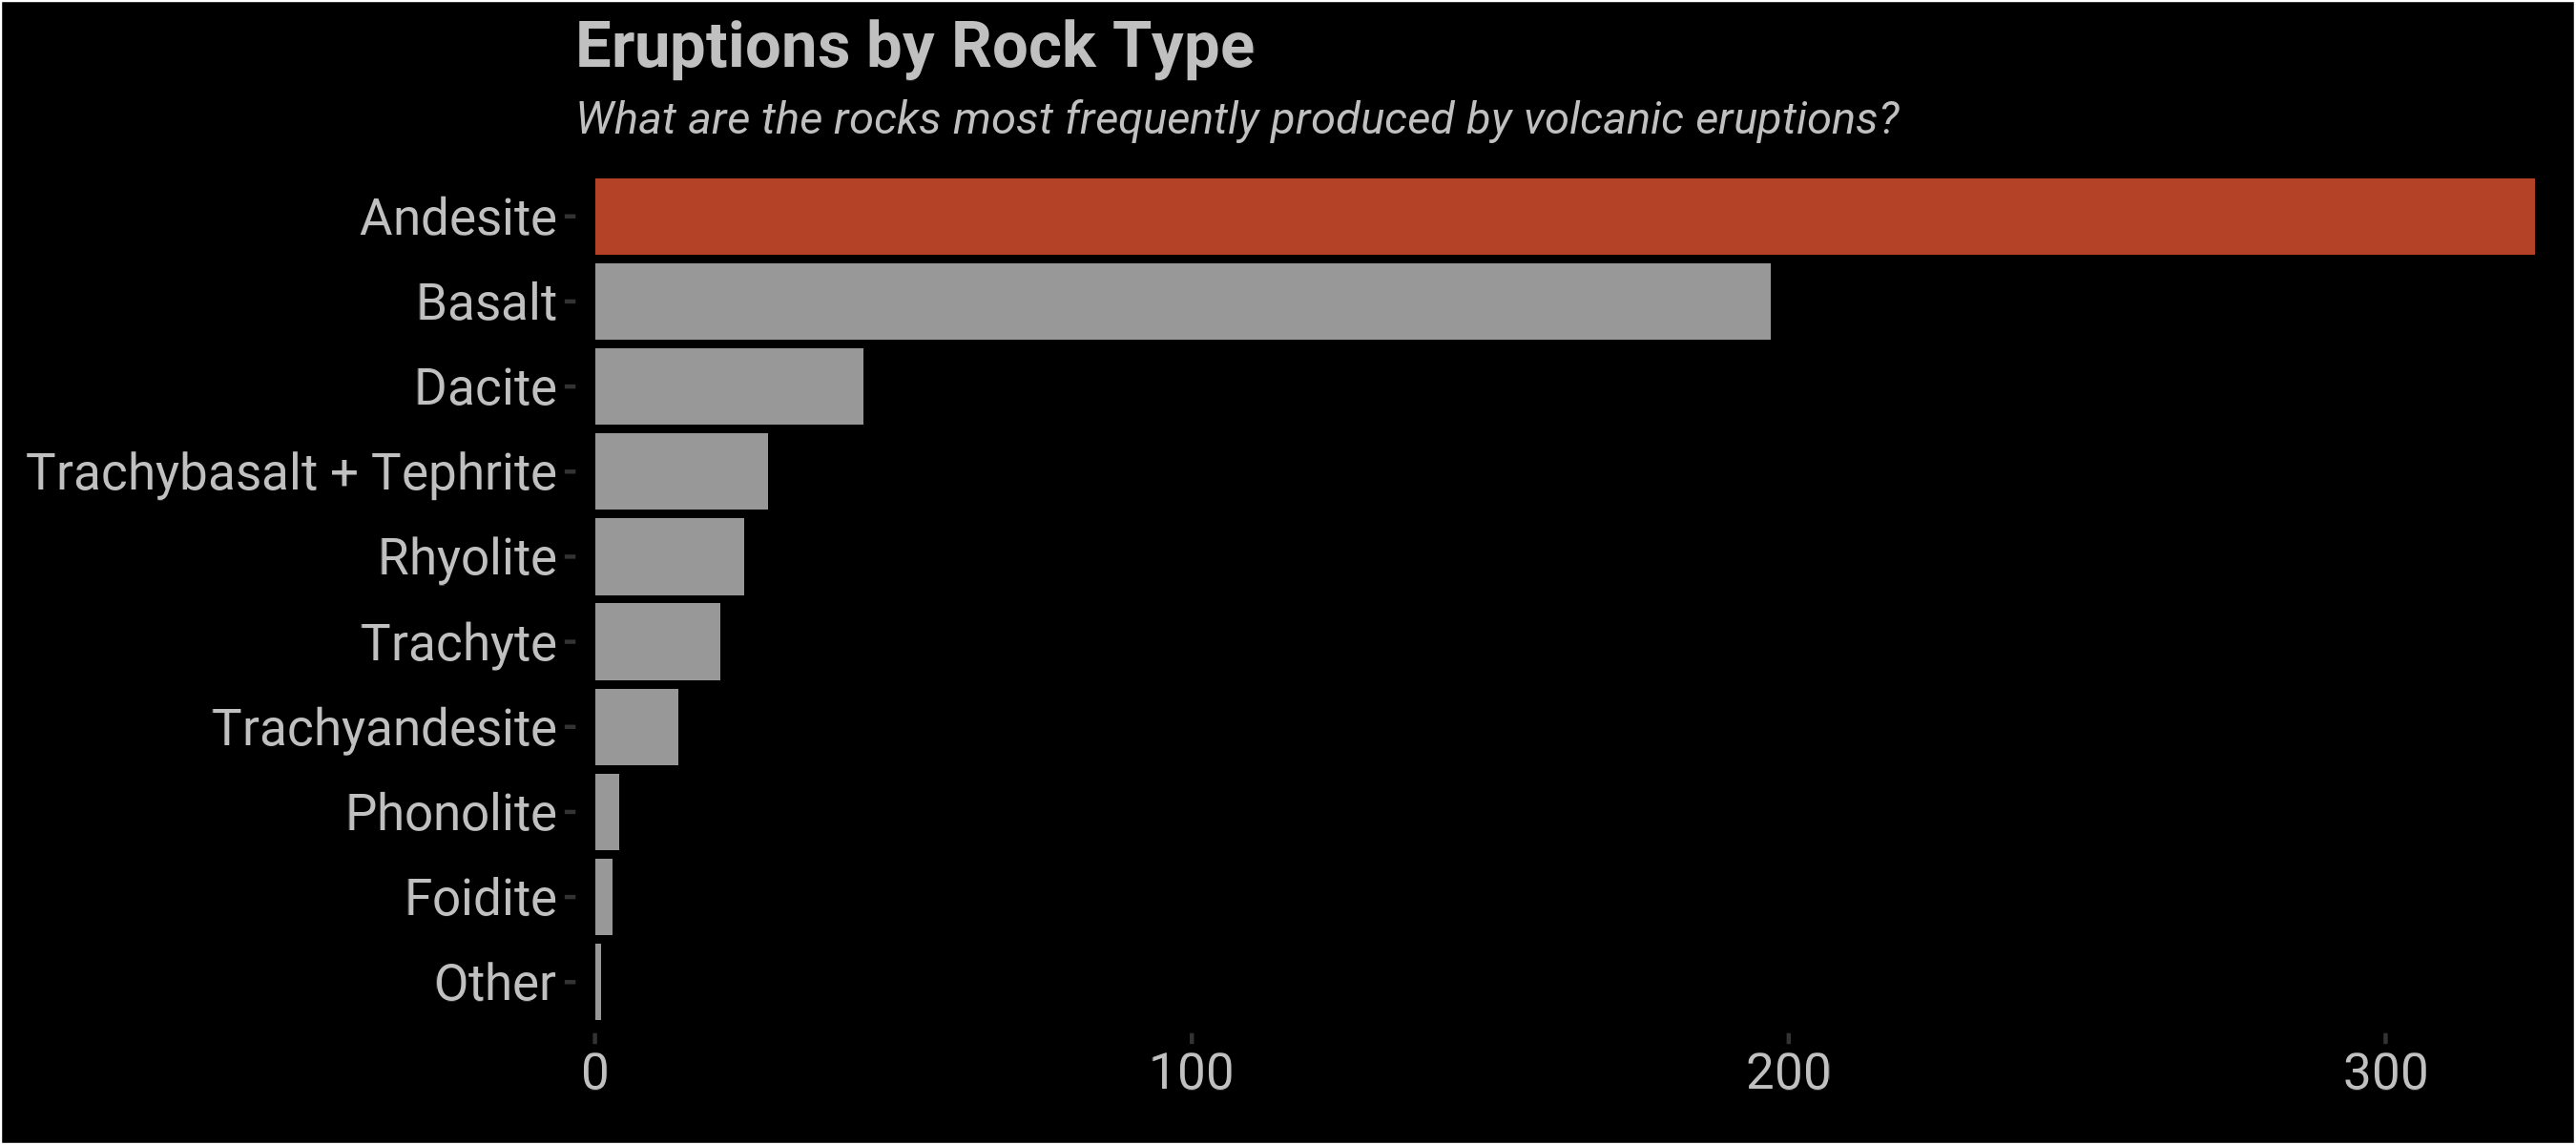 Eruptions by Rock Type
What are the rocks most frequently produced by volcanic eruptions?
Andesite
Basalt
Dacite
Trachybasalt + Tephrite
Rhyolite
Trachyte
Trachyandesite
Phonolite
Foidite
Other
0 100 200 300